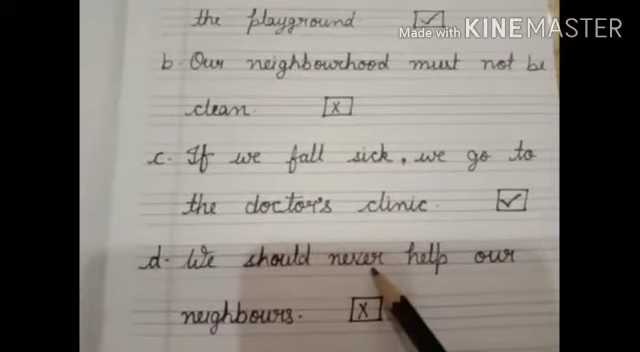 the playground ☑
Made with KINEMASTER
b. Our neighbourhood must not be
clean. ☒
c. If we fall sick, we go to
the doctor's clinic. ☑
d. We should never help our
neighbours. ☒